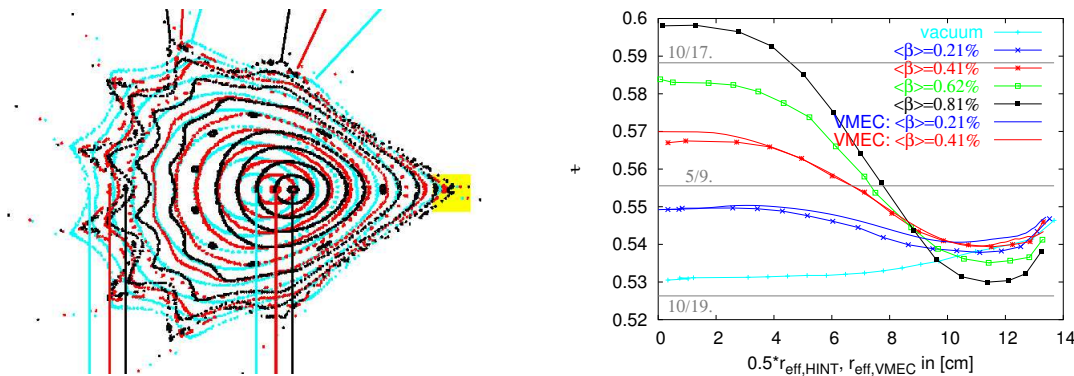 0.6
0.59
0.58
0.57
0.56
0.55
0.54
0.53
0.52
ι
10/17.
5/9.
10/19.
vacuum
<β>=0.21%
<β>=0.41%
<β>=0.62%
<β>=0.81%
VMEC: <β>=0.21%
VMEC: <β>=0.41%
0 2 4 6 8 10 12 14
0.5*r_eff,HINT, r_eff,VMEC in [cm]